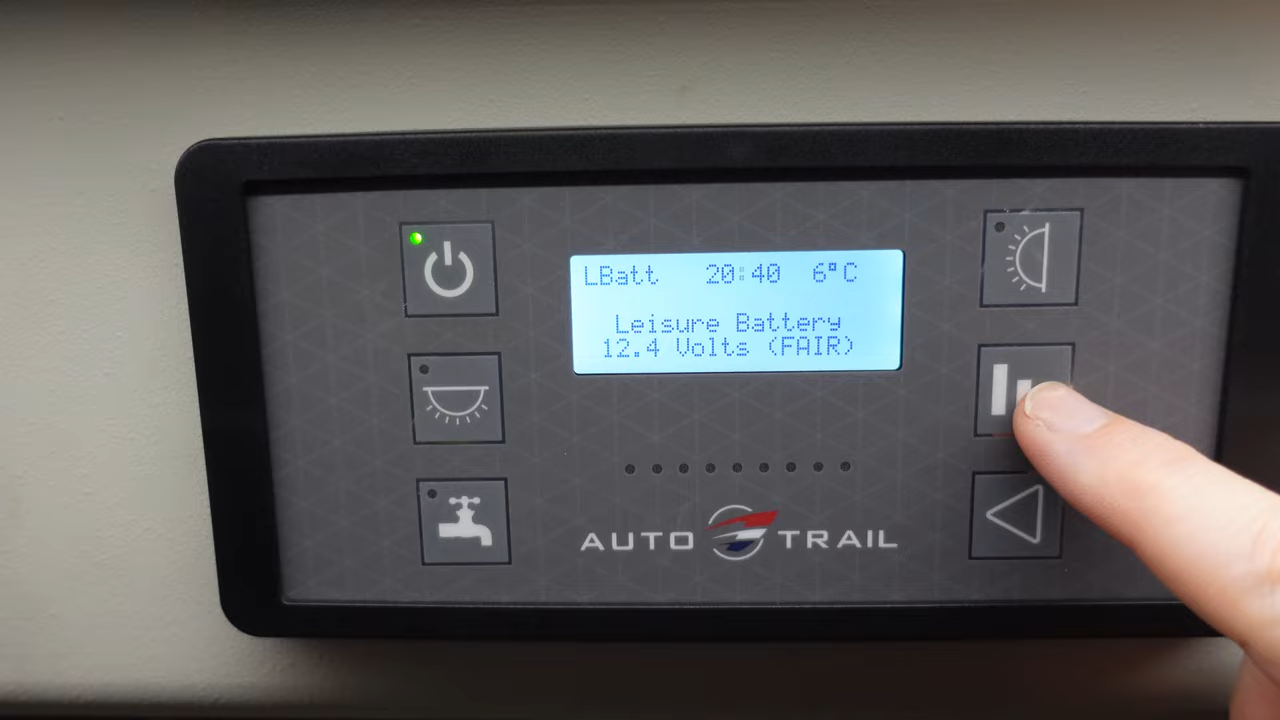 LBatt 20:40 6°C
Leisure Battery
12.4 Volts (FAIR)
AUTO TRAIL